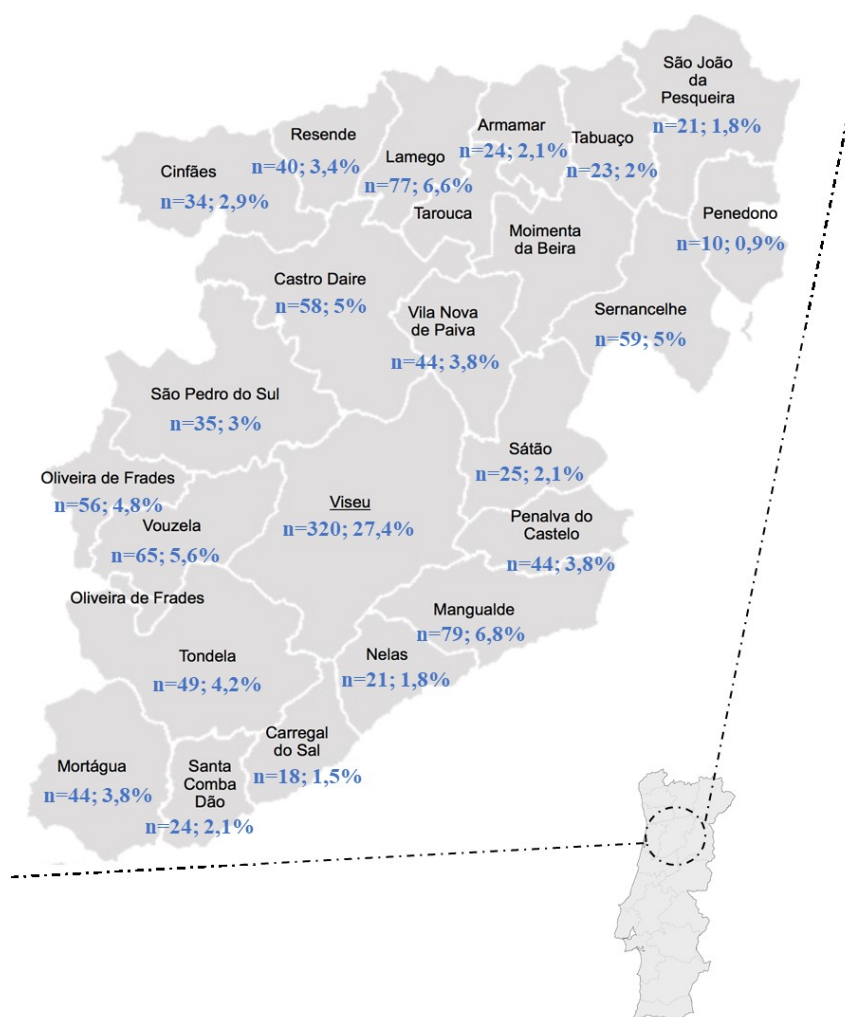 São João
da
Pesqueira
n=21; 1,8%
Armamar
n=24; 2,1%
Tabuaço
n=23; 2%
Resende
n=40; 3,4%
Lamego
n=77; 6,6%
Cinfães
n=34; 2,9%
Tarouca
Moimenta
da Beira
Penedono
n=10; 0,9%
Castro Daire
n=58; 5%
Vila Nova
de Paiva
n=44; 3,8%
Sernancelhe
n=59; 5%
São Pedro do Sul
n=35; 3%
Sátão
n=25; 2,1%
Oliveira de Frades
n=56; 4,8%
Vouzela
n=65; 5,6%
Viseu
n=320; 27,4%
Penalva do
Castelo
n=44; 3,8%
Oliveira de Frades
Mangualde
n=79; 6,8%
Tondela
n=49; 4,2%
Nelas
n=21; 1,8%
Carregal
do Sal
n=18; 1,5%
Mortágua
n=44; 3,8%
Santa
Comba
Dão
n=24; 2,1%